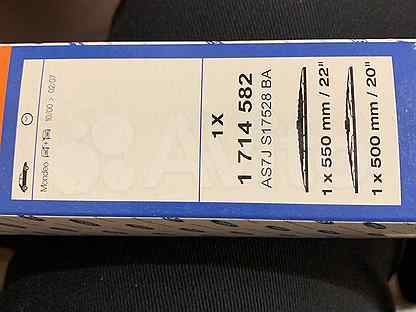 Mondeo 10/00 > 02/07
1X
1 714 582
AS7J S17528 BA
1 x 550 mm / 22"
1 x 500 mm / 20"